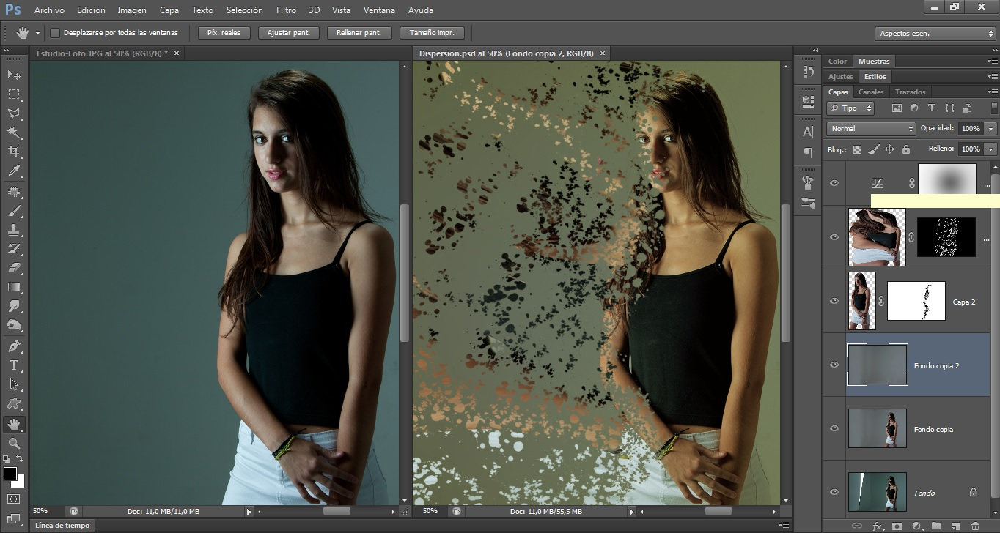 Ps Archivo Edición Imagen Capa Texto Selección Filtro 3D Vista Ventana Ayuda
Desplazarse por todas las ventanas Píx. reales Ajustar pant. Rellenar pant. Tamaño impr. Aspectos esen.
Estudio-Foto.JPG al 50% (RGB/8) * × Dispersion.psd al 50% (Fondo copia 2, RGB/8) ×
Color Muestras
Ajustes Estilos
Capas Canales Trazados
Tipo T
Normal Opacidad: 100%
Bloq.: Relleno: 100%
A
...
...
Capa 2
Fondo copia 2
Fondo copia
Fondo
T
50% Doc: 11,0 MB/11,0 MB 50% Doc: 11,0 MB/55,5 MB
fx
Línea de tiempo